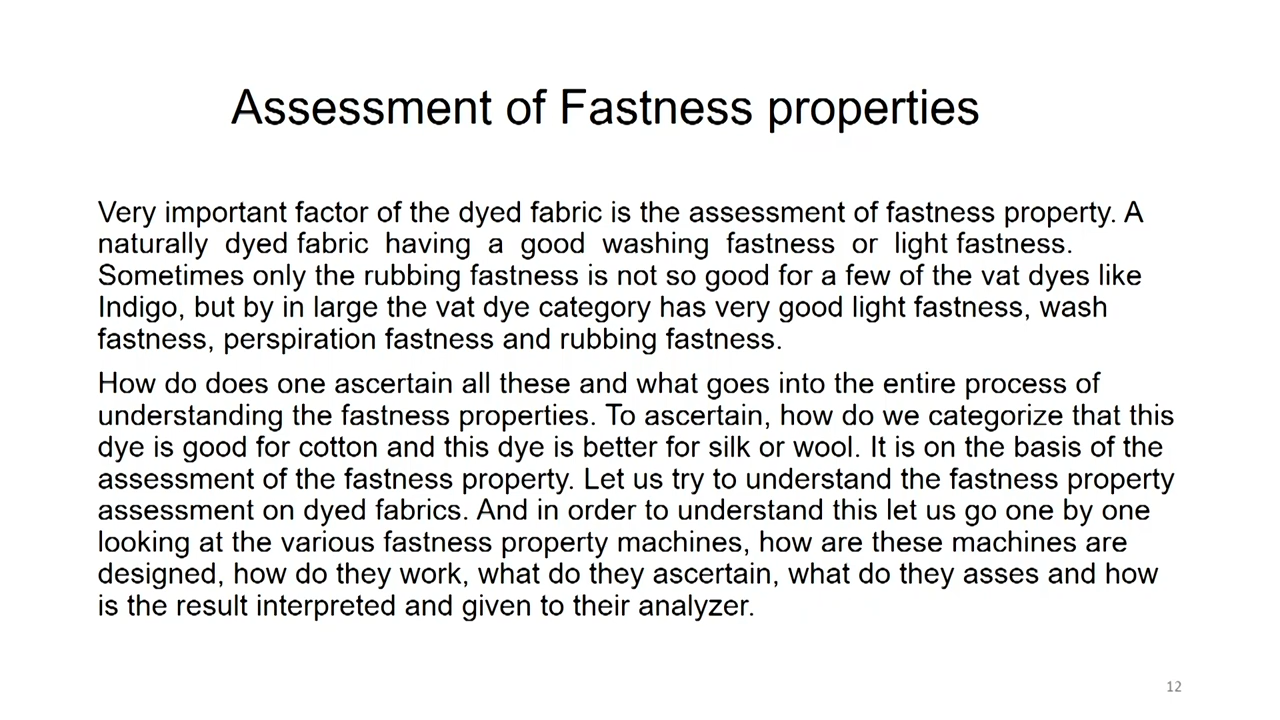 Assessment of Fastness properties
Very important factor of the dyed fabric is the assessment of fastness property. A
naturally dyed fabric having a good washing fastness or light fastness.
Sometimes only the rubbing fastness is not so good for a few of the vat dyes like
Indigo, but by in large the vat dye category has very good light fastness, wash
fastness, perspiration fastness and rubbing fastness.
How do does one ascertain all these and what goes into the entire process of
understanding the fastness properties. To ascertain, how do we categorize that this
dye is good for cotton and this dye is better for silk or wool. It is on the basis of the
assessment of the fastness property. Let us try to understand the fastness property
assessment on dyed fabrics. And in order to understand this let us go one by one
looking at the various fastness property machines, how are these machines are
designed, how do they work, what do they ascertain, what do they asses and how
is the result interpreted and given to their analyzer.
12